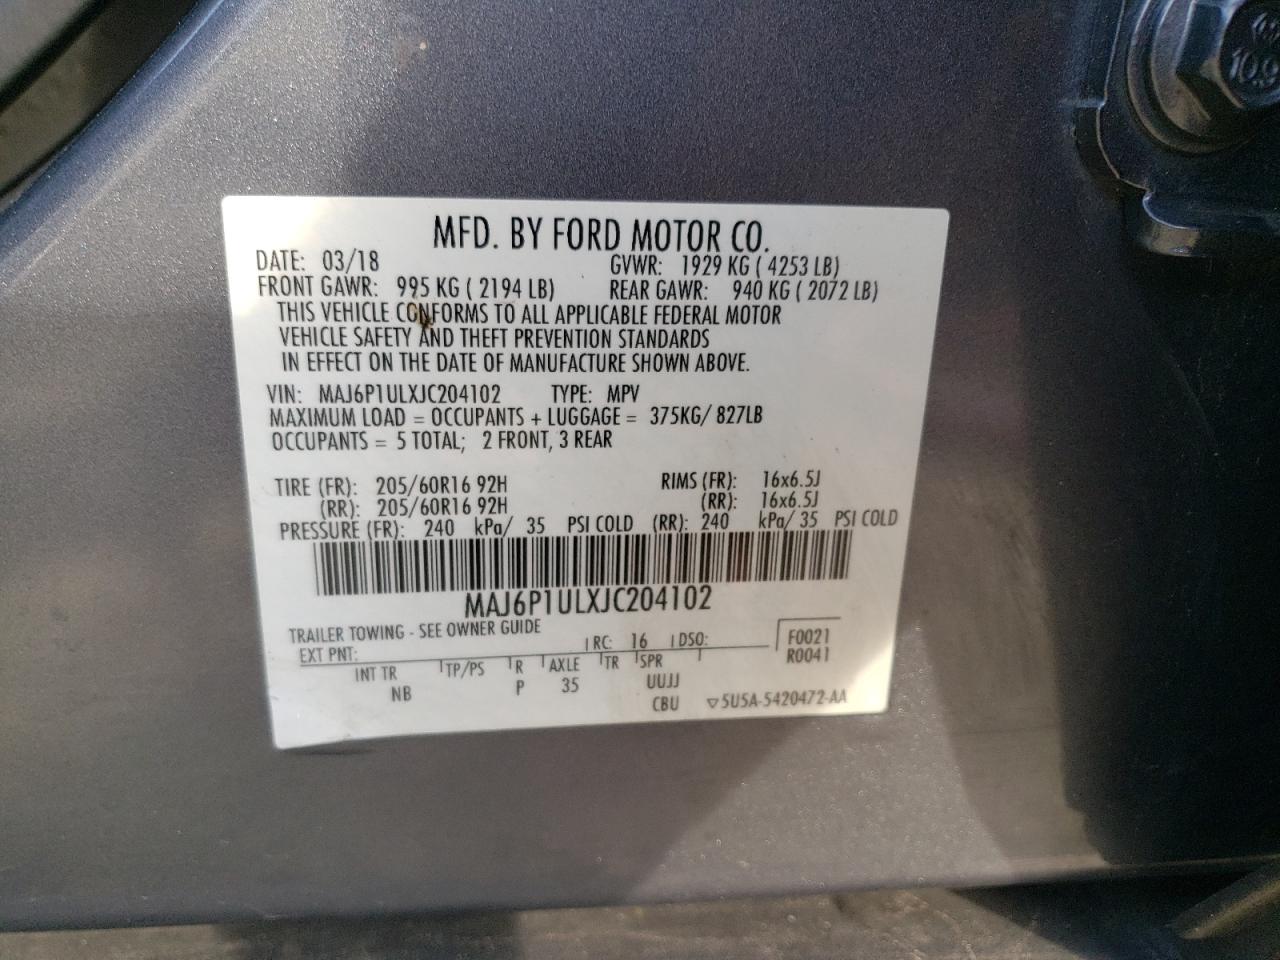 10.9
MFD. BY FORD MOTOR CO.
DATE: 03/18 GVWR: 1929 KG ( 4253 LB)
FRONT GAWR: 995 KG ( 2194 LB) REAR GAWR: 940 KG ( 2072 LB)
THIS VEHICLE CONFORMS TO ALL APPLICABLE FEDERAL MOTOR
VEHICLE SAFETY AND THEFT PREVENTION STANDARDS
IN EFFECT ON THE DATE OF MANUFACTURE SHOWN ABOVE.
VIN: MAJ6P1ULXJC204102 TYPE: MPV
MAXIMUM LOAD = OCCUPANTS + LUGGAGE = 375KG/ 827LB
OCCUPANTS = 5 TOTAL; 2 FRONT, 3 REAR
TIRE (FR): 205/60R16 92H RIMS (FR): 16x6.5J
(RR): 205/60R16 92H (RR): 16x6.5J
PRESSURE (FR): 240 kPa/ 35 PSI COLD (RR): 240 kPa/ 35 PSI COLD
MAJ6P1ULXJC204102
TRAILER TOWING - SEE OWNER GUIDE
EXT PNT: RC: 16 DSO: F0021
R0041
INT TR TP/PS R AXLE TR SPR
NB P 35 UUJJ
CBU ▽5U5A-5420472-AA